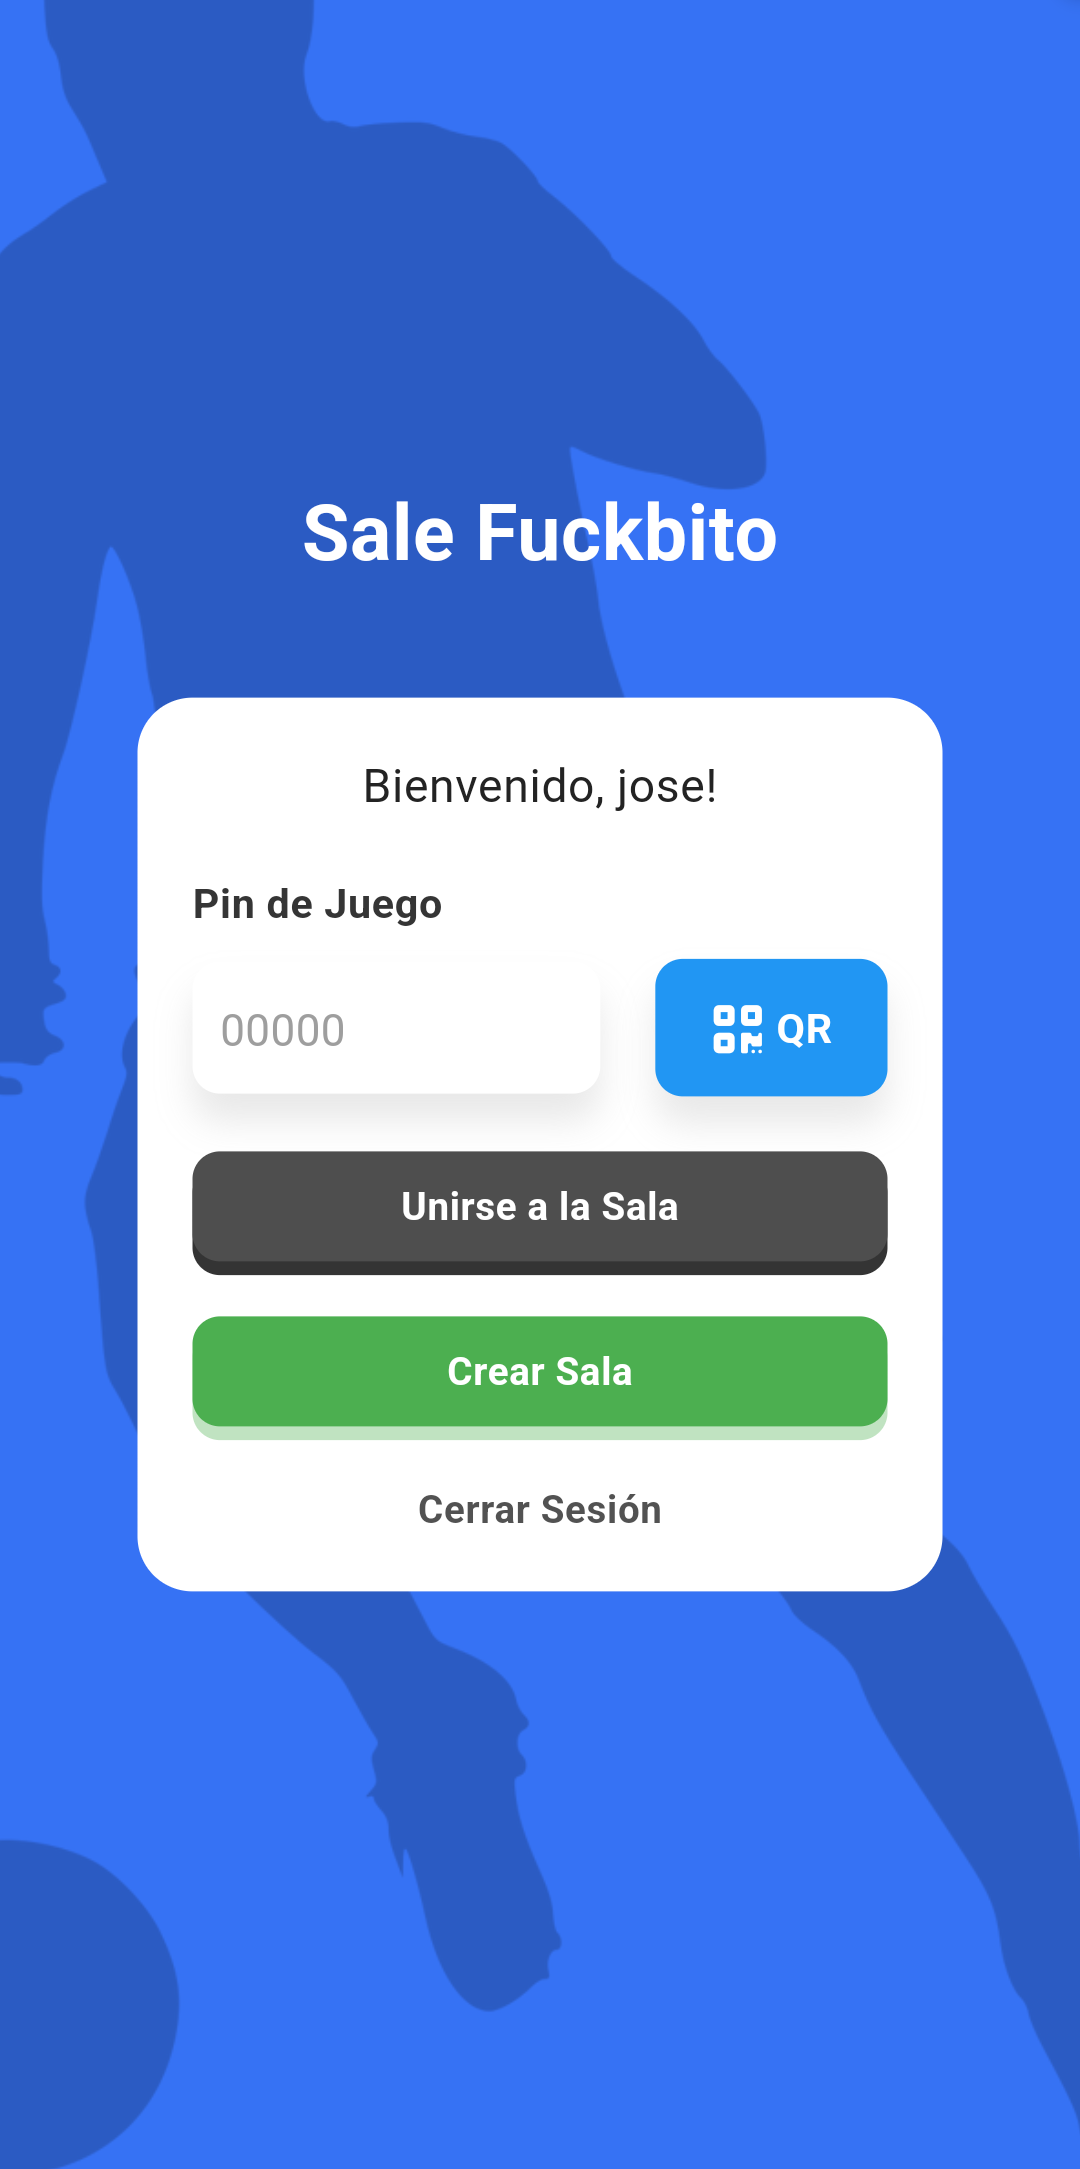 Sale Fuckbito
Bienvenido, jose!
Pin de Juego
00000
QR
Unirse a la Sala
Crear Sala
Cerrar Sesión